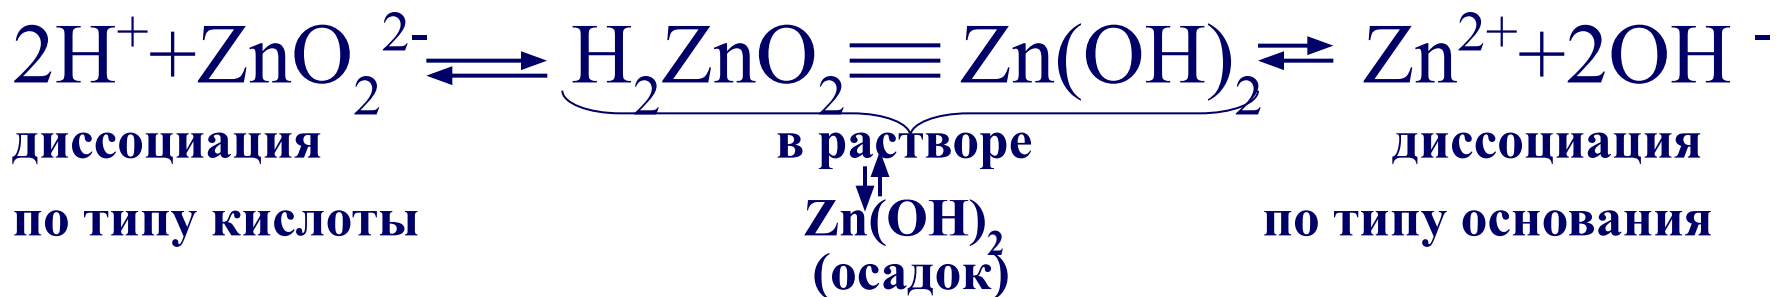 2H⁺+ZnO₂²⁻ ⇄ H₂ZnO₂ ≡ Zn(OH)₂ ⇄ Zn²⁺+2OH⁻
диссоциация в растворе диссоциация
по типу кислоты Zn(OH)₂ по типу основания
(осадок)